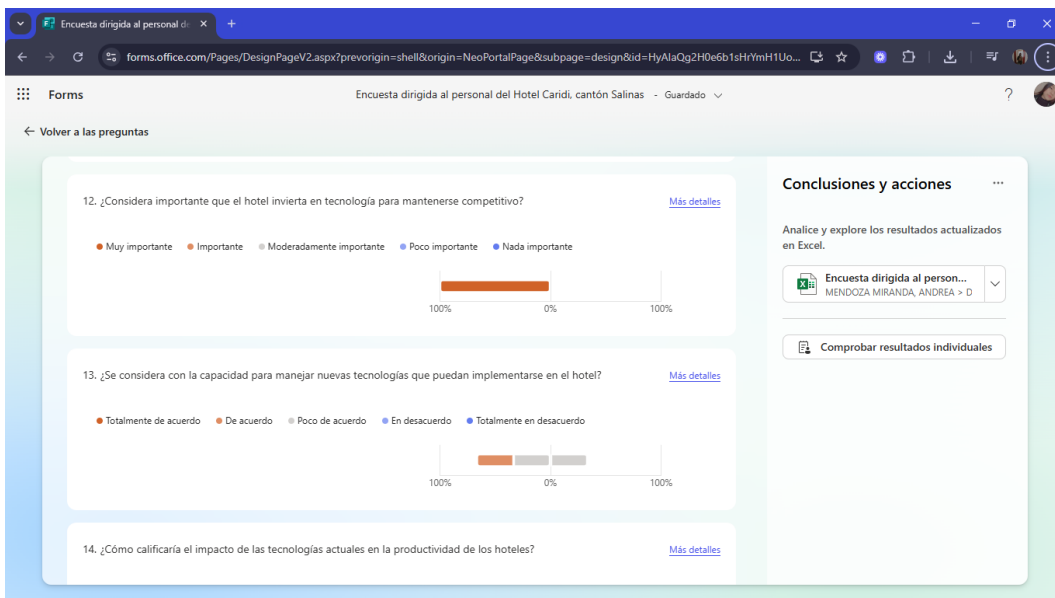 Encuesta dirigida al personal de
forms.office.com/Pages/DesignPageV2.aspx?prevorigin=shell&origin=NeoPortalPage&subpage=design&id=HyAIaQg2H0e6b1sHrYmH1Uo...
Forms
Encuesta dirigida al personal del Hotel Caridi, cantón Salinas - Guardado
?
Volver a las preguntas
12. ¿Considera importante que el hotel invierta en tecnología para mantenerse competitivo?
Más detalles
Muy importante Importante Moderadamente importante Poco importante Nada importante
100% 0% 100%
13. ¿Se considera con la capacidad para manejar nuevas tecnologías que puedan implementarse en el hotel?
Más detalles
Totalmente de acuerdo De acuerdo Poco de acuerdo En desacuerdo Totalmente en desacuerdo
100% 0% 100%
14. ¿Cómo calificaría el impacto de las tecnologías actuales en la productividad de los hoteles?
Más detalles
Conclusiones y acciones
Analice y explore los resultados actualizados
en Excel.
Encuesta dirigida al person...
MENDOZA MIRANDA, ANDREA > D
Comprobar resultados individuales